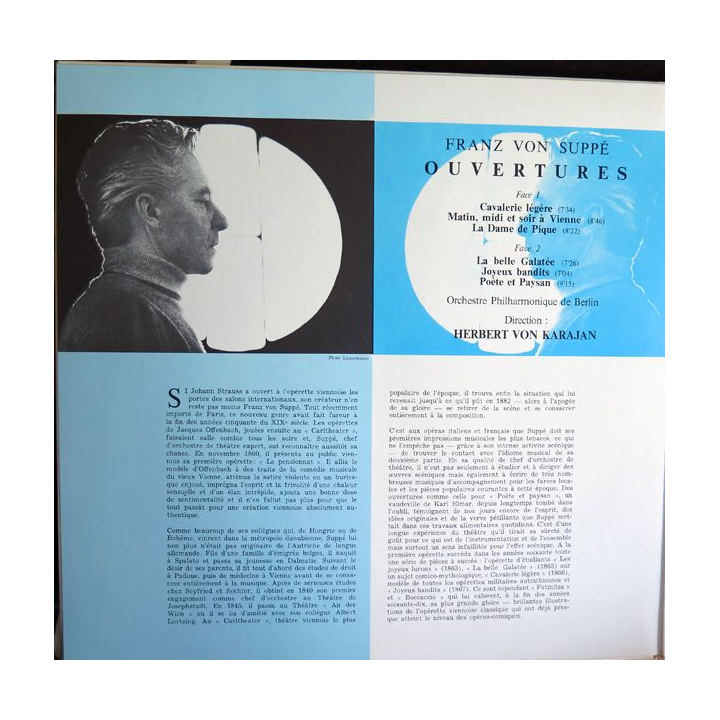 FRANZ VON SUPPÉ
OUVERTURES
Face 1
Cavalerie légère (7'34)
Matin, midi et soir à Vienne (8'46)
La Dame de Pique (8'22)
Face 2
La belle Galatée (7'26)
Joyeux bandits (7'04)
Poète et Paysan (9'15)
Orchestre Philharmonique de Berlin
Direction :
HERBERT VON KARAJAN
Photo Lauterwasser
SI Johann Strauss a ouvert à l'opérette viennoise les
portes des salons internationaux, son créateur n'en
reste pas moins Franz von Suppé. Tout récemment
importé de Paris, ce nouveau genre avait fait fureur à
la fin des années cinquante du XIXe siècle. Les opérettes
de Jacques Offenbach, jouées ensuite au « Carltheater »,
faisaient salle comble tous les soirs et, Suppé, chef
d'orchestre de théâtre expert, sut reconnaître aussitôt sa
chance. En novembre 1860, il présenta au public vien-
nois sa première opérette: « Le pensionnat ». Il allia le
modèle d'Offenbach à des traits de la comédie musicale
du vieux Vienne, atténua la satire violente en un burles-
que enjoué, imprégna l'esprit et la frivolité d'une chaleur
sensuelle et d'un élan intrépide, ajouta une bonne dose
de sentimentalité et il n'en fallut pas plus pour que le
tout passât pour une création viennoise absolument au-
thentique.
Comme beaucoup de ses collègues qui, de Hongrie ou de
Bohême, vinrent dans la métropole danubienne, Suppé lui
non plus n'était pas originaire de l'Autriche de langue
allemande. Fils d'une famille d'émigrés belges, il naquit
à Spalato et passa sa jeunesse en Dalmatie. Suivant le
désir de ses parents, il fit tout d'abord des études de droit
à Padoue, puis de médecine à Vienne avant de se consa-
crer entièrement à la musique. Après de sérieuses études
chez Seyfried et Sechter, il obtint en 1840 son premier
engagement comme chef d'orchestre au Théâtre de
Josephstadt. En 1845, il passa au Théâtre « An der
Wien » où il se lia d'amitié avec son collègue Albert
Lortzing. Au « Carltheater », théâtre viennois le plus
populaire de l'époque, il trouva enfin la situation qui lui
revenait jusqu'à ce qu'il pût en 1882 — alors à l'apogée
de sa gloire — se retirer de la scène et se consacrer
entièrement à la composition.
C'est aux opéras italiens et français que Suppé doit ses
premières impressions musicales les plus tenaces, ce qui
ne l'empêche pas — grâce à son intense activité scénique
— de trouver le contact avec l'idiome musical de sa
deuxième partie. En sa qualité de chef d'orchestre de
théâtre, il n'eut pas seulement à étudier et à diriger des
œuvres scéniques mais également à écrire de très nom-
breuses musiques d'accompagnement pour les farces loca-
les et les pièces populaires courantes à cette époque. Des
ouvertures comme celle pour « Poète et paysan », un
vaudeville de Karl Elmar, depuis longtemps tombé dans
l'oubli, témoignent de nos jours encore de l'esprit, des
idées originales et de la verve pétillante que Suppé met-
tait dans ces travaux alimentaires quotidiens. C'est d'une
longue expérience du théâtre qu'il tirait sa sûreté de
goût pour ce qui est de l'instrumentation et de l'ensemble
mais surtout un sens infaillible pour l'effet scénique. A la
première opérette succéda dans les années soixante toute
une série de pièces à succès : l'opérette d'étudiants « Les
joyeux lurons » (1863), « La belle Galatée » (1865) sur
un sujet comico-mythologique, « Cavalerie légère » (1866),
modèle de toutes les opérettes militaires autrichiennes et
« Joyeux bandits » (1867). Ce sont cependant « Fatinitza »
et « Boccaccio » qui lui valurent, à la fin des années
soixante-dix, sa plus grande gloire — brillantes illustra-
tions de l'opérette viennoise classique qui ont déjà pres-
que atteint le niveau des opéras-comiques.